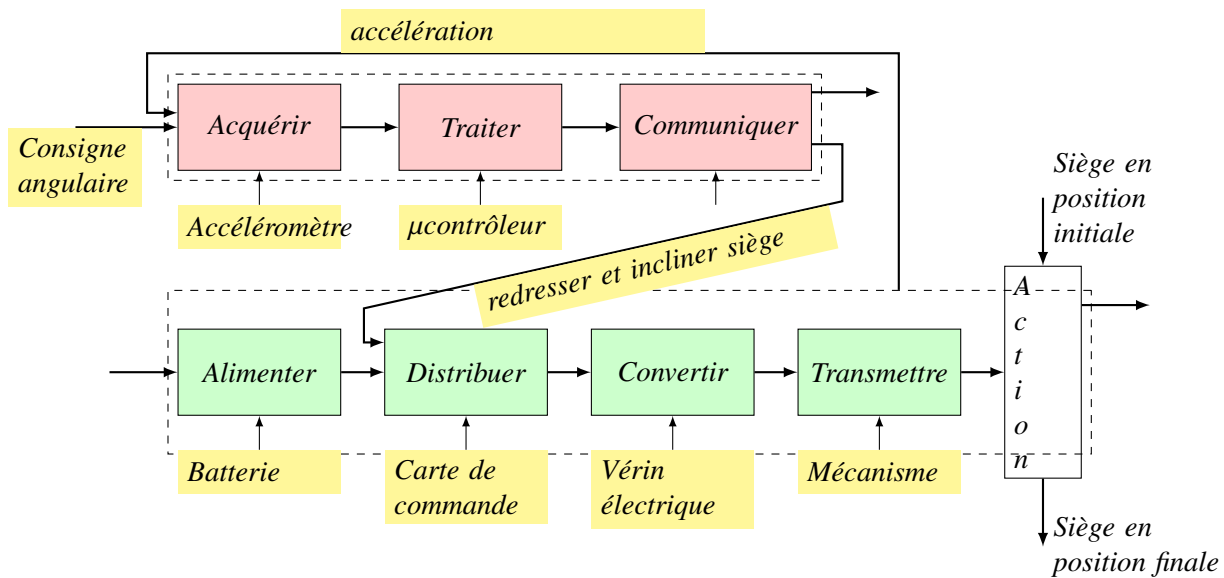 accélération
Consigne
angulaire
Acquérir
Traiter
Communiquer
Accéléromètre
µcontrôleur
redresser et incliner siège
Siège en
position
initiale
Alimenter
Distribuer
Convertir
Transmettre
A
c
t
i
o
n
Batterie
Carte de
commande
Vérin
électrique
Mécanisme
Siège en
position finale